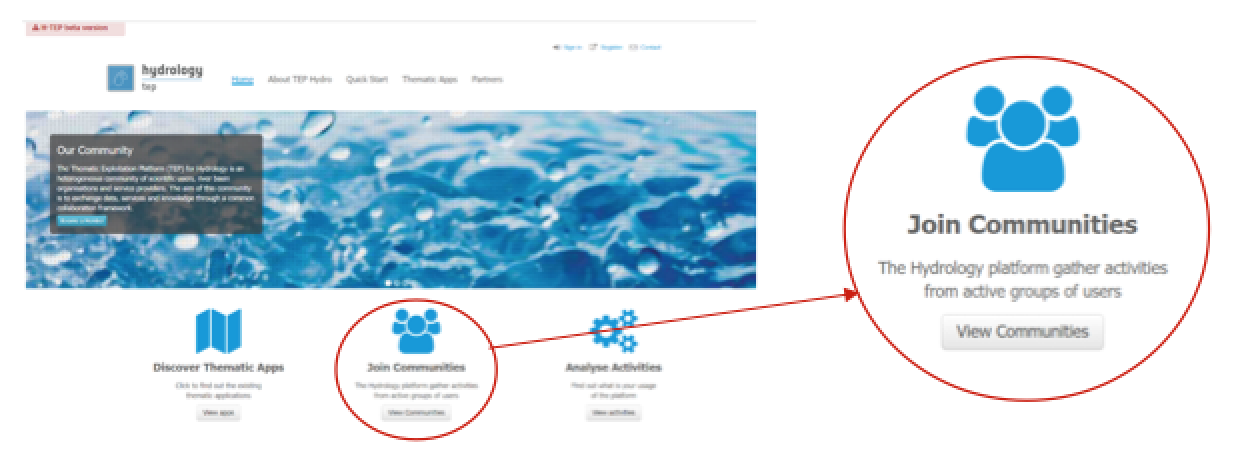 H-TEP beta version
Sign in Register Contact
hydrology
tep
Home About TEP Hydro Quick Start Thematic Apps Partners
Our Community
The Thematic Exploitation Platform (TEP) for Hydrology is an
heterogeneous community of scientific users, river basin
organisations and service providers. The aim of this community
is to exchange data, services and knowledge through a common
collaboration framework.
Discover Thematic Apps
Click to find out the existing
thematic applications
View apps
Join Communities
The Hydrology platform gather activities
from active groups of users
View Communities
Analyse Activities
Find out what is your usage
of the platform
View activities
Join Communities
The Hydrology platform gather activities
from active groups of users
View Communities